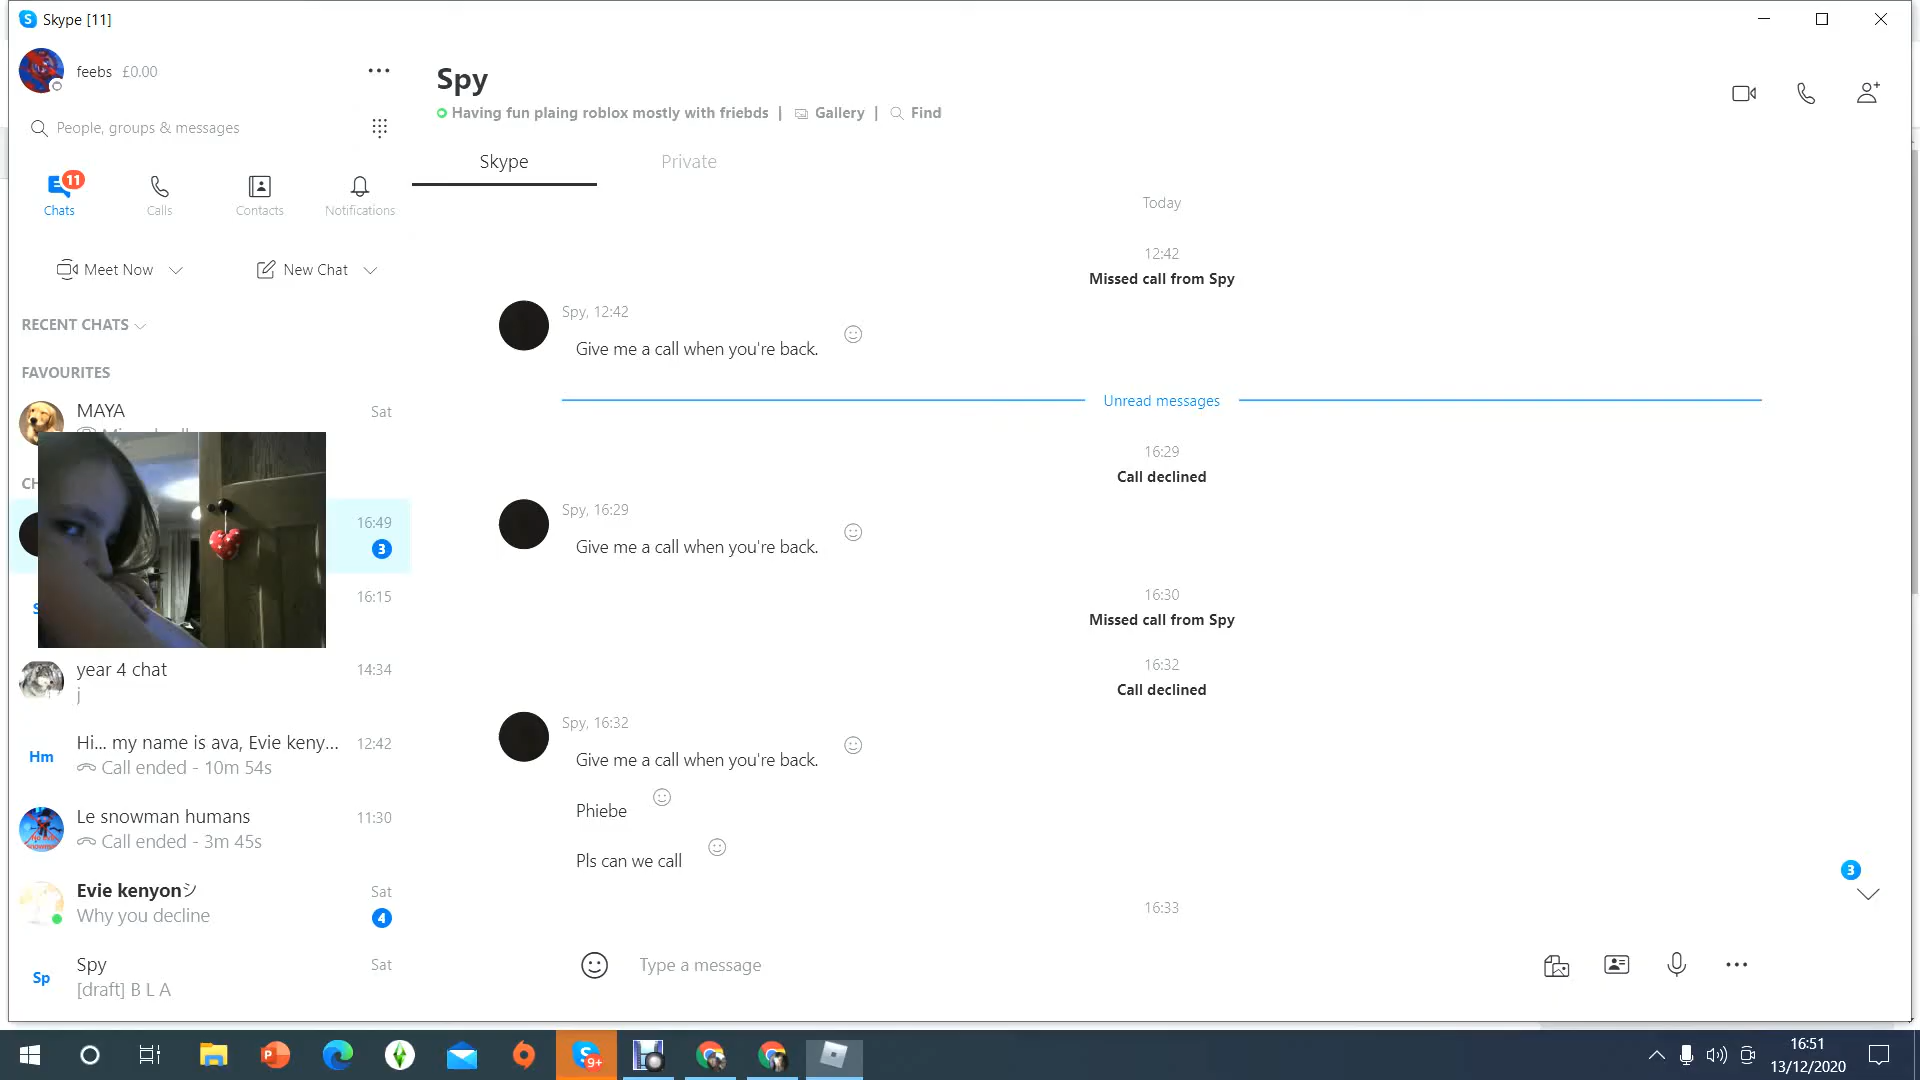 Skype [11]
feebs £0.00
People, groups & messages
11
Chats
Calls
Contacts
Notifications
Meet Now
New Chat
RECENT CHATS
FAVOURITES
MAYA
Sat
16:49
3
16:15
year 4 chat
14:34
j
Hm
Hi... my name is ava, Evie keny...
12:42
Call ended - 10m 54s
Le snowman humans
11:30
Call ended - 3m 45s
Evie kenyonシ
Sat
Why you decline
4
Sp
Spy
Sat
[draft] B L A
Spy
Having fun plaing roblox mostly with friebds | Gallery | Find
Skype
Private
Today
12:42
Missed call from Spy
Spy, 12:42
Give me a call when you're back.
Unread messages
16:29
Call declined
Spy, 16:29
Give me a call when you're back.
16:30
Missed call from Spy
16:32
Call declined
Spy, 16:32
Give me a call when you're back.
Phiebe
Pls can we call
3
16:33
Type a message
9+
16:51
13/12/2020